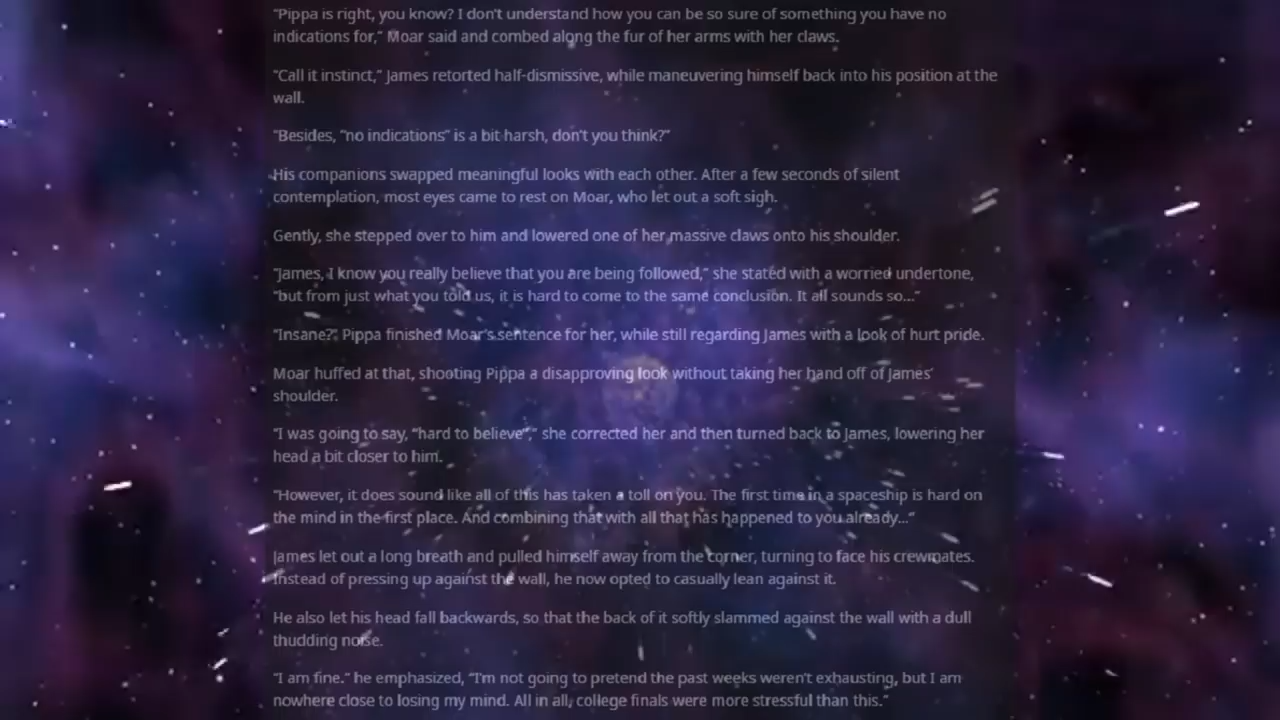 “Pippa is right, you know? I don’t understand how you can be so sure of something you have no
indications for,” Moar said and combed along the fur of her arms with her claws.
“Call it instinct,” James retorted half-dismissive, while maneuvering himself back into his position at the
wall.
“Besides, “no indications” is a bit harsh, don’t you think?”
His companions swapped meaningful looks with each other. After a few seconds of silent
contemplation, most eyes came to rest on Moar, who let out a soft sigh.
Gently, she stepped over to him and lowered one of her massive claws onto his shoulder.
“James, I know you really believe that you are being followed,” she stated with a worried undertone,
“but from just what you told us, it is hard to come to the same conclusion. It all sounds so…”
“Insane?” Pippa finished Moar’s sentence for her, while still regarding James with a look of hurt pride.
Moar huffed at that, shooting Pippa a disapproving look without taking her hand off of James’
shoulder.
“I was going to say, “hard to believe”,” she corrected her and then turned back to James, lowering her
head a bit closer to him.
“However, it does sound like all of this has taken a toll on you. The first time in a spaceship is hard on
the mind in the first place. And combining that with all that has happened to you already…”
James let out a long breath and pulled himself away from the corner, turning to face his crewmates.
Instead of pressing up against the wall, he now opted to casually lean against it.
He also let his head fall backwards, so that the back of it softly slammed against the wall with a dull
thudding noise.
“I am fine.” he emphasized, “I’m not going to pretend the past weeks weren’t exhausting, but I am
nowhere close to losing my mind. All in all, college finals were more stressful than this.”